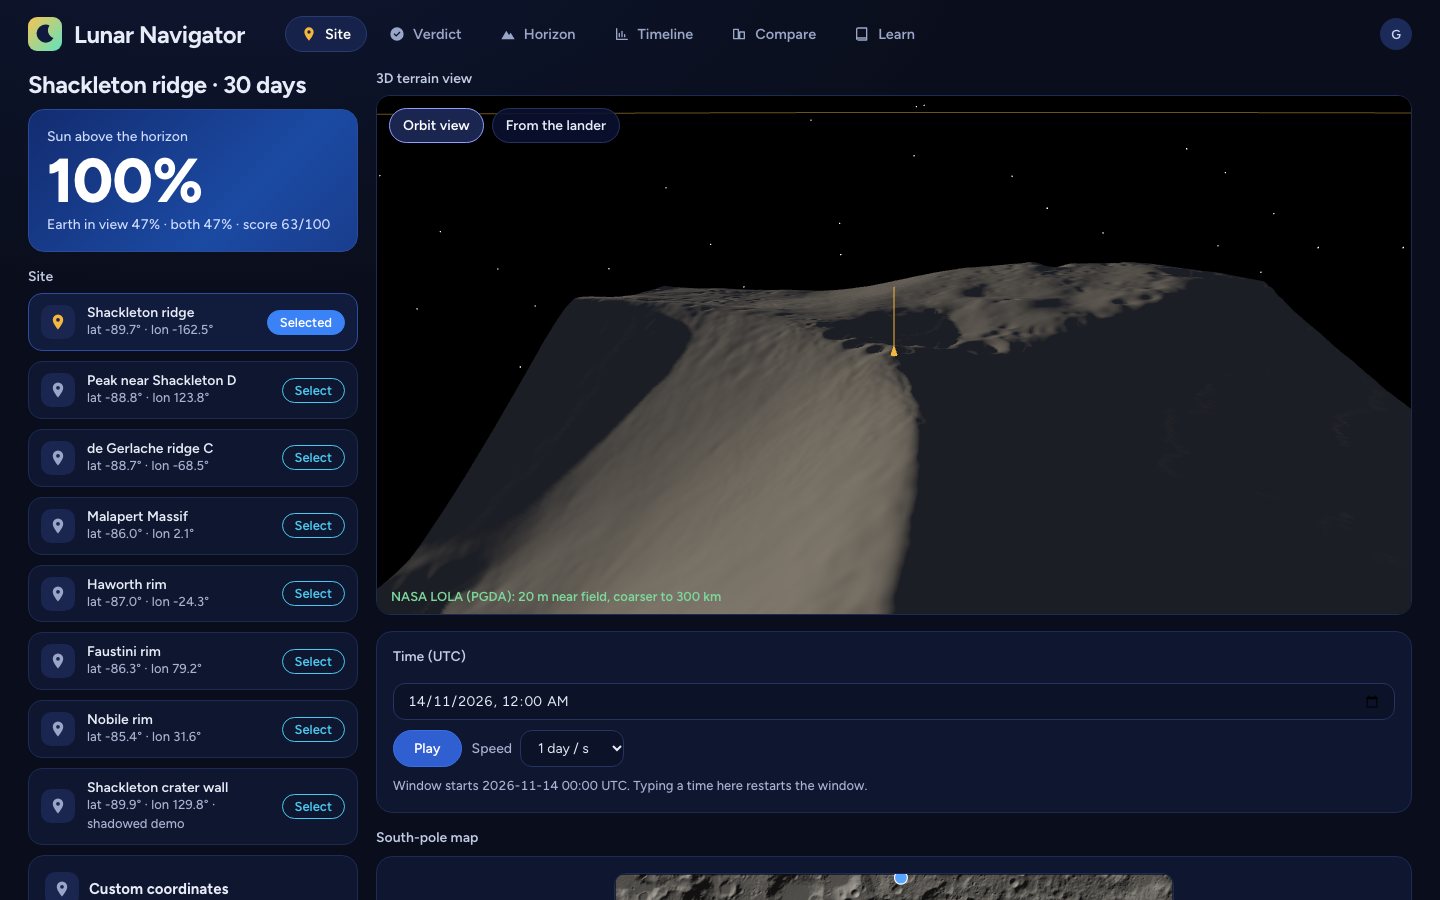 Lunar Navigator
Site
Verdict
Horizon
Timeline
Compare
Learn
G
Shackleton ridge · 30 days
Sun above the horizon
100%
Earth in view 47% · both 47% · score 63/100
Site
Shackleton ridge
lat -89.7° · lon -162.5°
Selected
Peak near Shackleton D
lat -88.8° · lon 123.8°
Select
de Gerlache ridge C
lat -88.7° · lon -68.5°
Select
Malapert Massif
lat -86.0° · lon 2.1°
Select
Haworth rim
lat -87.0° · lon -24.3°
Select
Faustini rim
lat -86.3° · lon 79.2°
Select
Nobile rim
lat -85.4° · lon 31.6°
Select
Shackleton crater wall
lat -89.9° · lon 129.8° ·
shadowed demo
Select
Custom coordinates
3D terrain view
Orbit view
From the lander
NASA LOLA (PGDA): 20 m near field, coarser to 300 km
Time (UTC)
14/11/2026, 12:00 AM
Play
Speed
1 day / s
Window starts 2026-11-14 00:00 UTC. Typing a time here restarts the window.
South-pole map